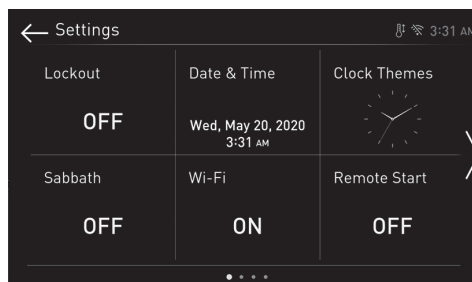 Settings
3:31 AM
Lockout
OFF
Date & Time
Wed, May 20, 2020
3:31 AM
Clock Themes
Sabbath
OFF
Wi-Fi
ON
Remote Start
OFF